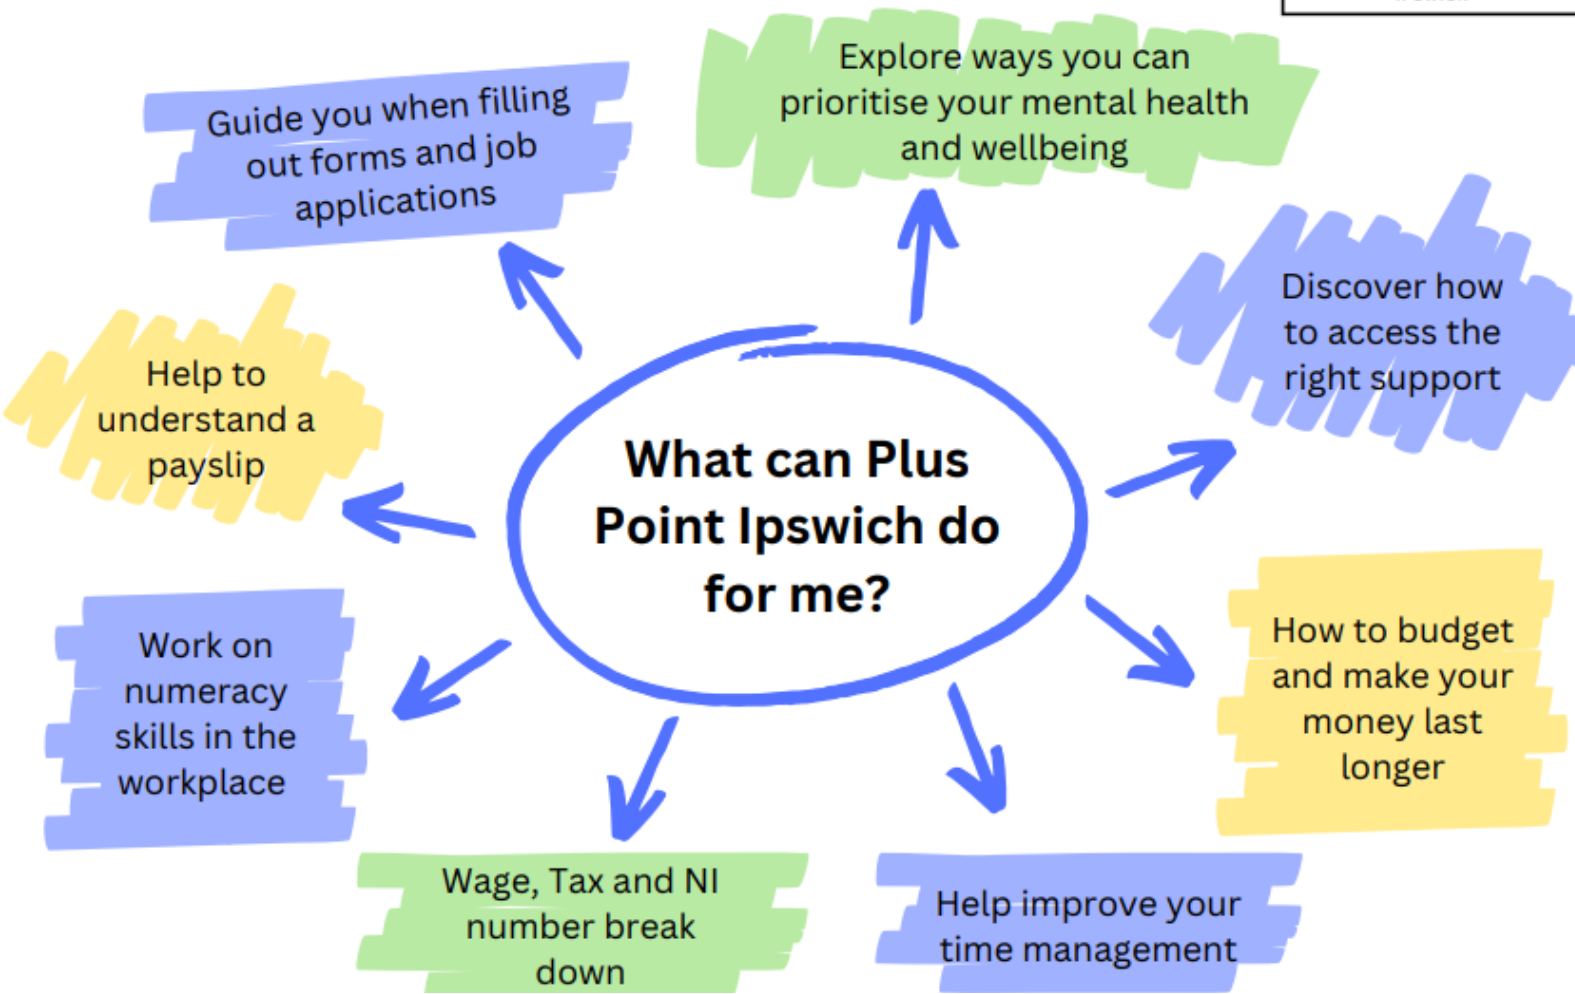 Explore ways you can
prioritise your mental health
and wellbeing
Guide you when filling
out forms and job
applications
Discover how
to access the
right support
Help to
understand a
payslip
What can Plus
Point Ipswich do
for me?
How to budget
and make your
money last
longer
Work on
numeracy
skills in the
workplace
Wage, Tax and NI
number break
down
Help improve your
time management